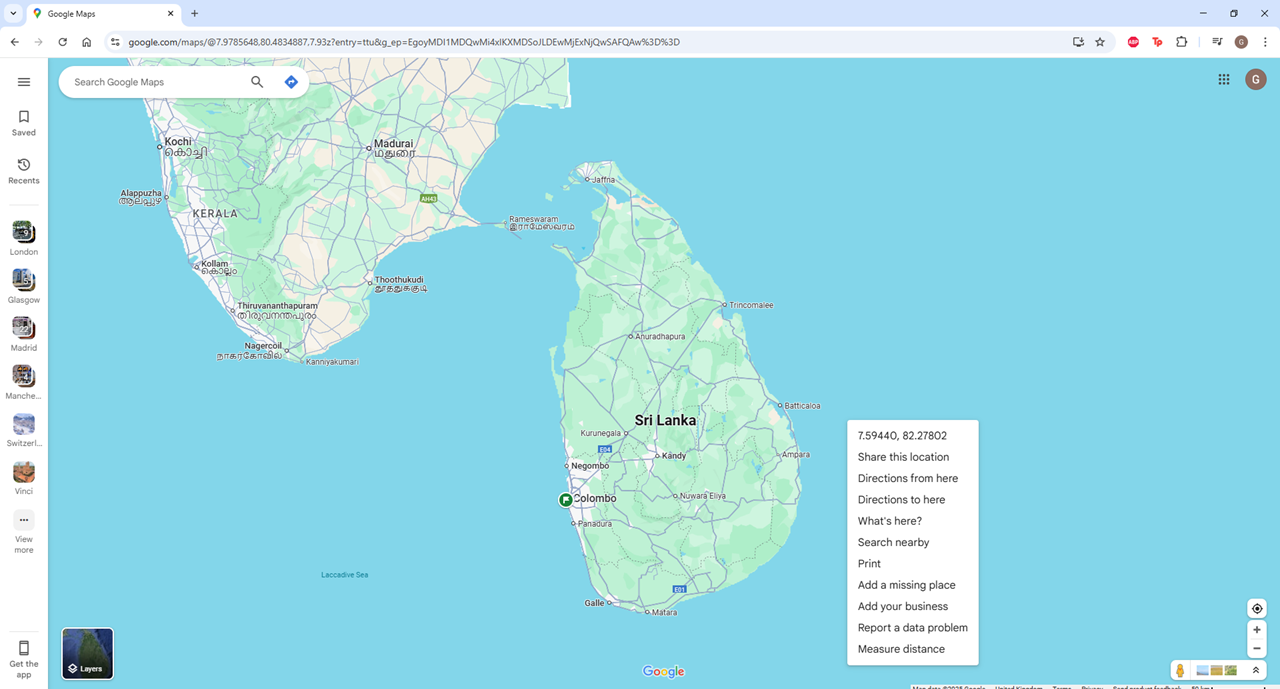 Google Maps
google.com/maps/@7.9785648,80.4834887,7.93z?entry=ttu&g_ep=EgoyMDI1MDQwMi4xIKXMDSoJLDEwMjExNjQwSAFQAw%3D%3D
Search Google Maps
Saved
Recents
London
Glasgow
Madrid
Manche...
Switzerl...
Vinci
View
more
Get the
app
Layers
Kochi
കൊച്ചി
Madurai
மதுரை
Alappuzha
ആലപ്പുഴ
KERALA
AH43
Rameswaram
இராமேஸ்வரம்
Jaffna
Kollam
കൊല്ലം
Thoothukudi
தூத்துக்குடி
Thiruvananthapuram
തിരുവനന്തപുരം
Nagercoil
நாகர்கோவில்
Kanniyakumari
Trincomalee
Anuradhapura
Batticaloa
Sri Lanka
Kurunegala
E04
Kandy
Ampara
Negombo
Colombo
Nuwara Eliya
Panadura
Laccadive Sea
E01
Galle
Matara
Google
7.59440, 82.27802
Share this location
Directions from here
Directions to here
What's here?
Search nearby
Print
Add a missing place
Add your business
Report a data problem
Measure distance
G
G